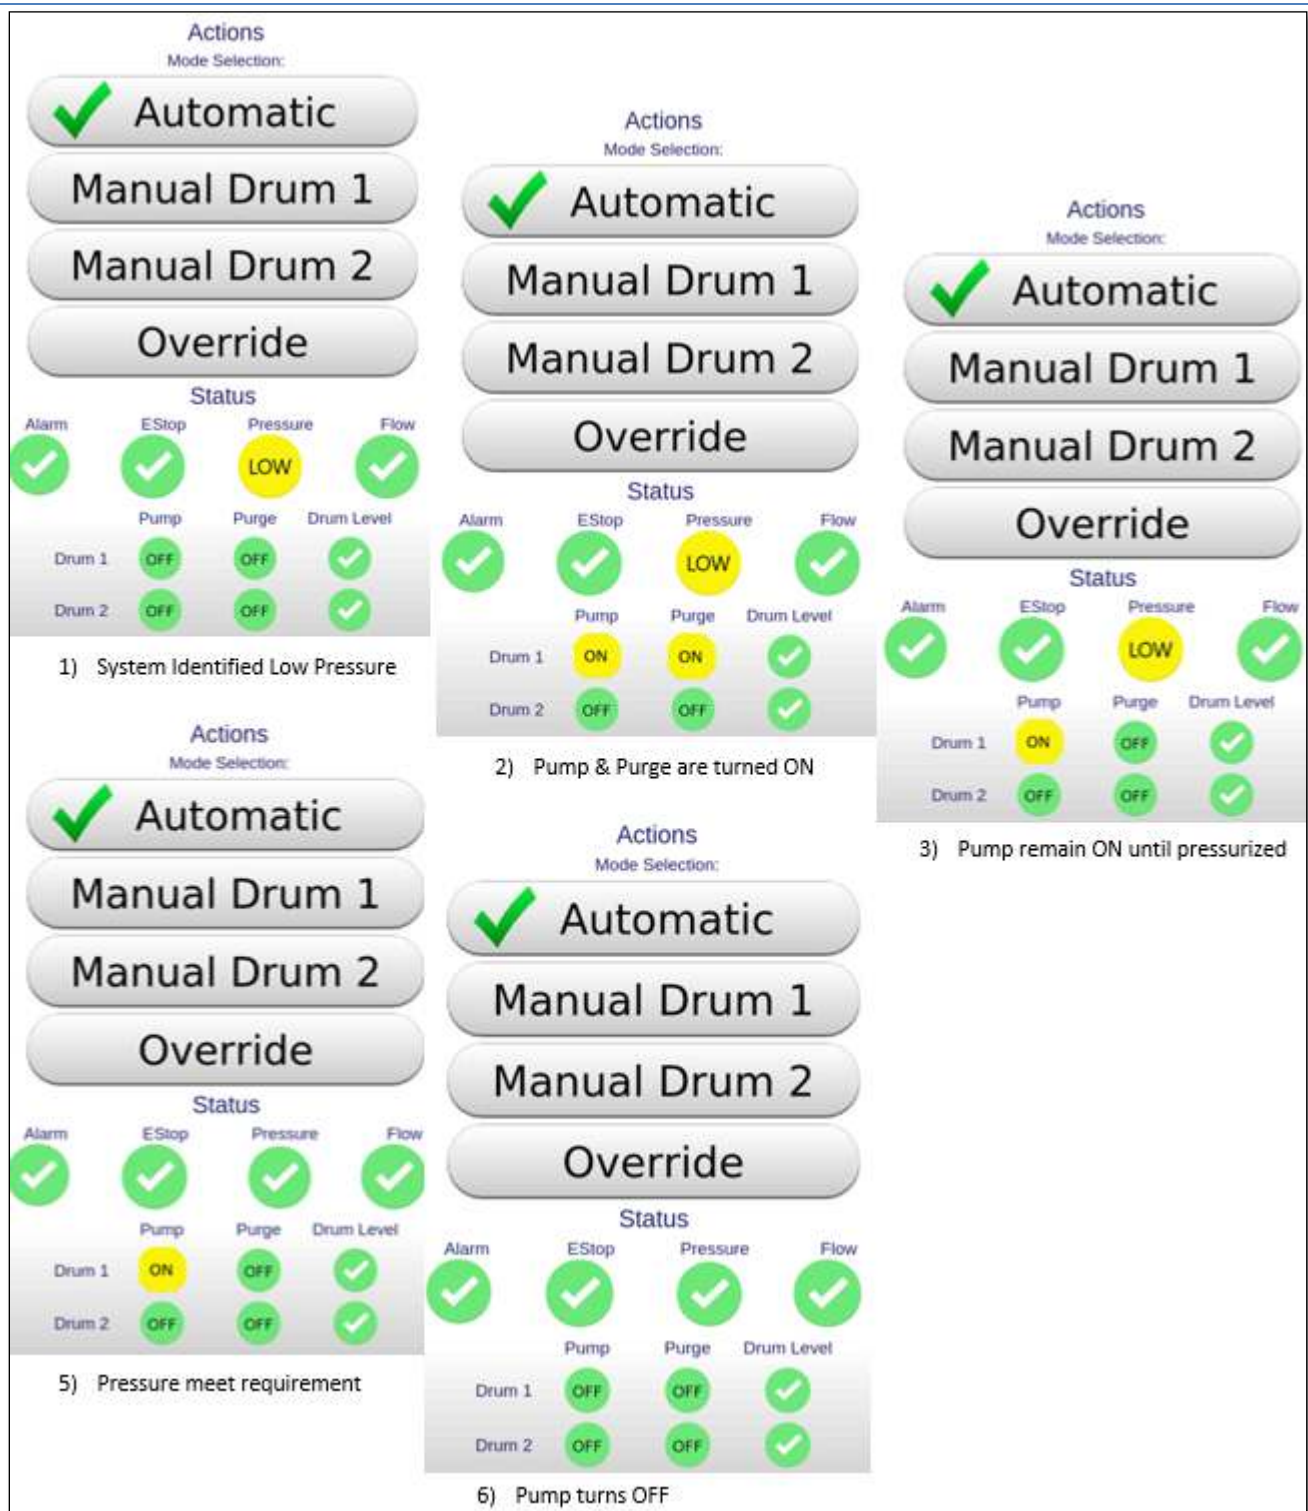 Actions
Mode Selection:
Automatic
Manual Drum 1
Manual Drum 2
Override
Status
Alarm EStop Pressure Flow
LOW
Pump Purge Drum Level
Drum 1 OFF OFF
Drum 2 OFF OFF
1) System Identified Low Pressure
Actions
Mode Selection:
Automatic
Manual Drum 1
Manual Drum 2
Override
Status
Alarm EStop Pressure Flow
LOW
Pump Purge Drum Level
Drum 1 ON ON
Drum 2 OFF OFF
2) Pump & Purge are turned ON
Actions
Mode Selection:
Automatic
Manual Drum 1
Manual Drum 2
Override
Status
Alarm EStop Pressure Flow
LOW
Pump Purge Drum Level
Drum 1 ON OFF
Drum 2 OFF OFF
3) Pump remain ON until pressurized
Actions
Mode Selection:
Automatic
Manual Drum 1
Manual Drum 2
Override
Status
Alarm EStop Pressure Flow
Pump Purge Drum Level
Drum 1 ON OFF
Drum 2 OFF OFF
5) Pressure meet requirement
Actions
Mode Selection:
Automatic
Manual Drum 1
Manual Drum 2
Override
Status
Alarm EStop Pressure Flow
Pump Purge Drum Level
Drum 1 OFF OFF
Drum 2 OFF OFF
6) Pump turns OFF